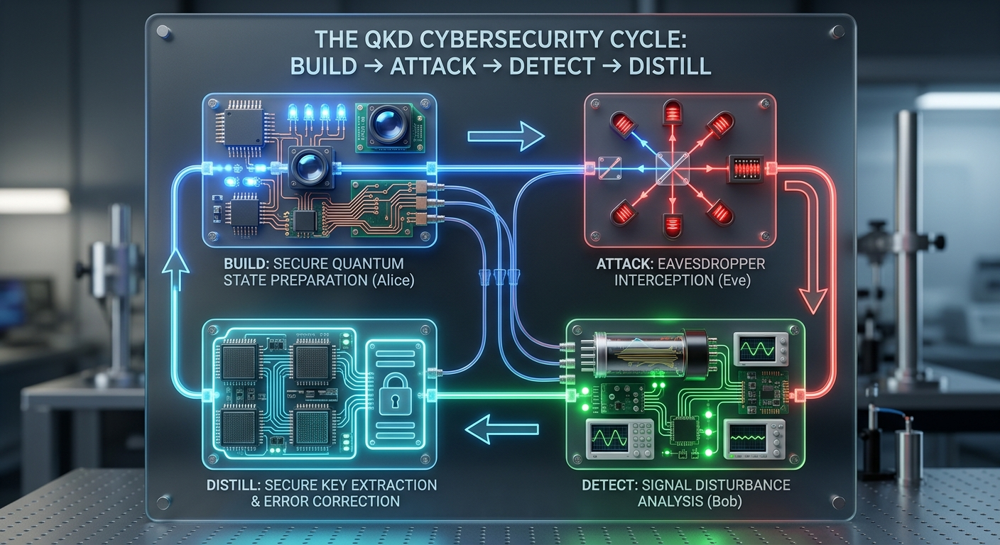 THE QKD CYBERSECURITY CYCLE:
BUILD → ATTACK → DETECT → DISTILL
BUILD: SECURE QUANTUM
STATE PREPARATION (Alice)
ATTACK: EAVESDROPPER
INTERCEPTION (Eve)
DISTILL: SECURE KEY EXTRACTION
& ERROR CORRECTION
DETECT: SIGNAL DISTURBANCE
ANALYSIS (Bob)